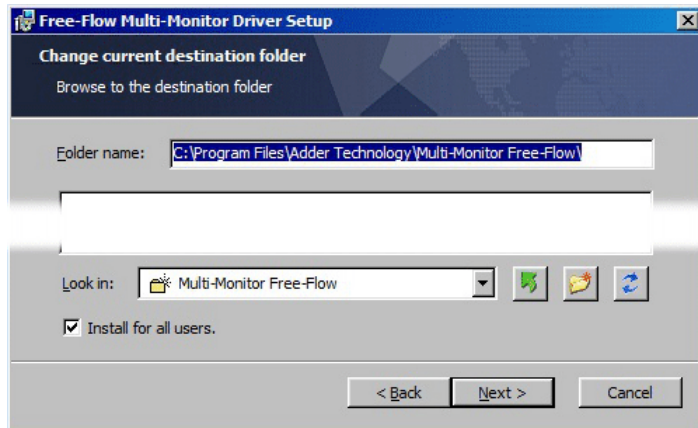 Free-Flow Multi-Monitor Driver Setup
Change current destination folder
Browse to the destination folder
Folder name: C:\Program Files\Adder Technology\Multi-Monitor Free-Flow\
Look in: Multi-Monitor Free-Flow
Install for all users.
< Back Next > Cancel